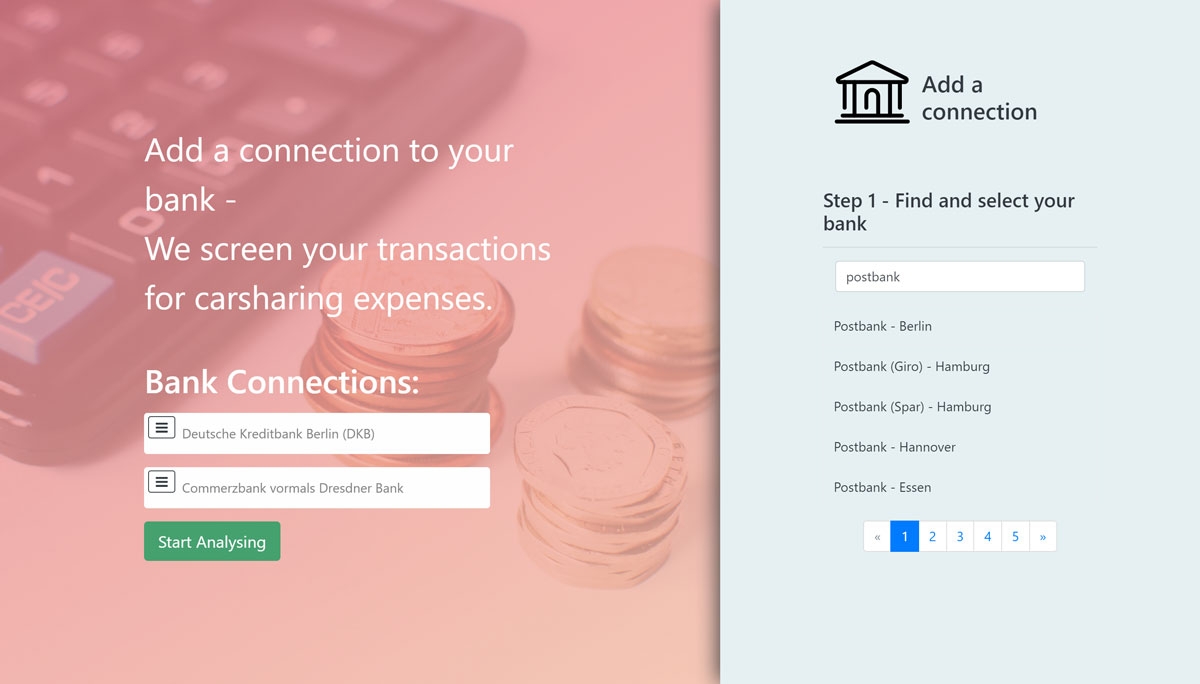 Add a connection to your
bank -
We screen your transactions
for carsharing expenses.
Bank Connections:
Deutsche Kreditbank Berlin (DKB)
Commerzbank vormals Dresdner Bank
Start Analysing
Add a
connection
Step 1 - Find and select your
bank
postbank
Postbank - Berlin
Postbank (Giro) - Hamburg
Postbank (Spar) - Hamburg
Postbank - Hannover
Postbank - Essen
« 1 2 3 4 5 »